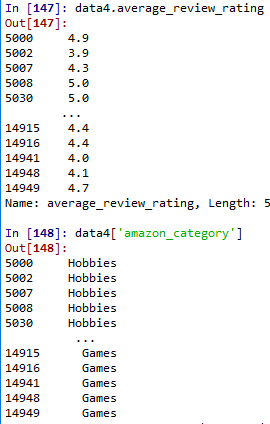 In [147]: data4.average_review_rating
Out[147]:
5000 4.9
5002 3.9
5007 4.3
5008 5.0
5030 5.0
...
14915 4.4
14916 4.4
14941 4.0
14948 4.1
14949 4.7
Name: average_review_rating, Length: 5
In [148]: data4['amazon_category']
Out[148]:
5000 Hobbies
5002 Hobbies
5007 Hobbies
5008 Hobbies
5030 Hobbies
...
14915 Games
14916 Games
14941 Games
14948 Games
14949 Games